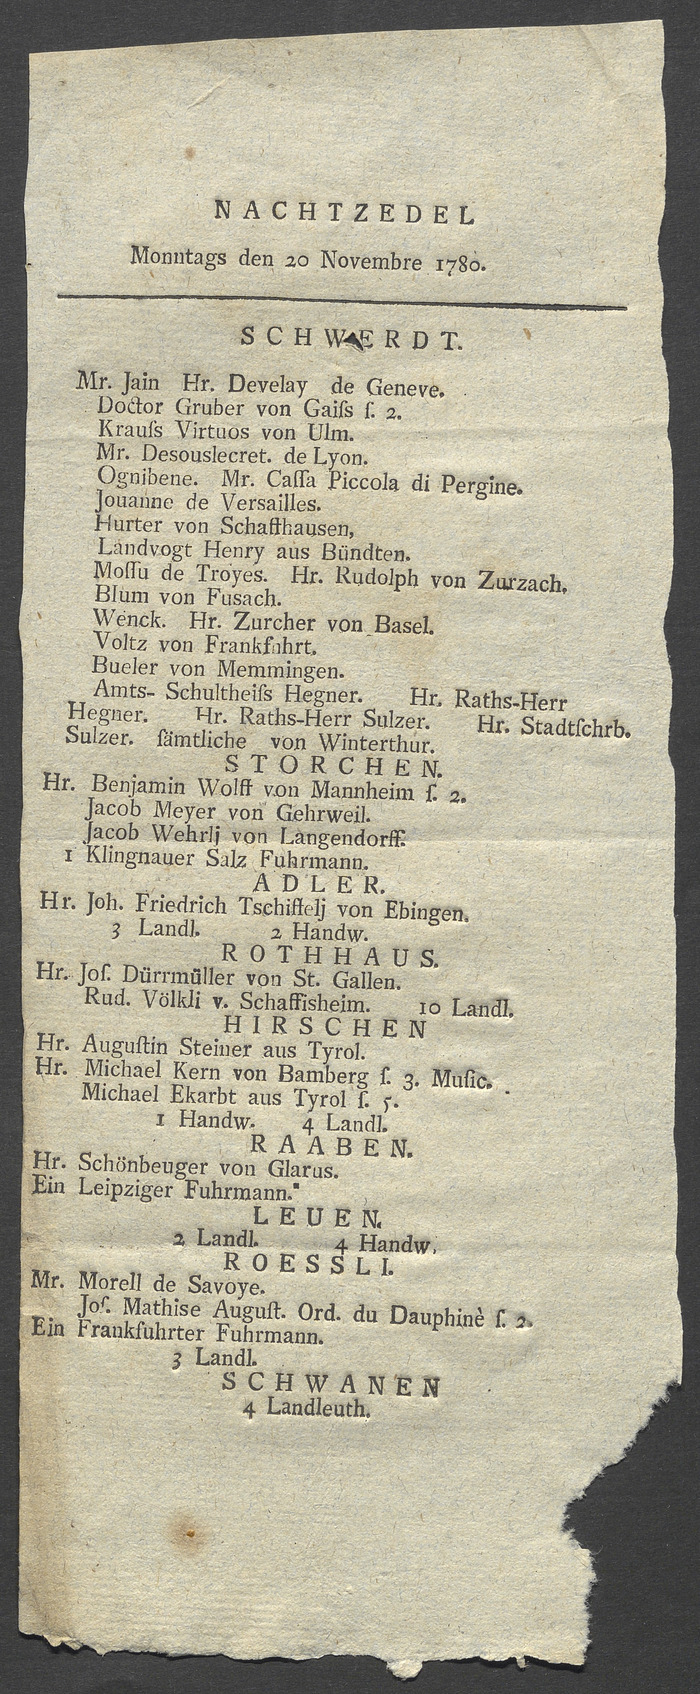 NACHTZEDEL
Monntags den 20 Novembre 1780.
SCHWERDT.
Mr. Jain Hr. Develay de Geneve.
Doctor Gruber von Gaiſs ſ. 2.
Krauſs Virtuos von Ulm.
Mr. Desouslecret. de Lyon.
Ognibene. Mr. Caſſa Piccola di Pergine.
Jouanne de Versailles.
Hurter von Schaffhausen,
Landvogt Henry aus Bündten.
Moſſu de Troyes. Hr. Rudolph von Zurzach.
Blum von Fusach.
Wenck. Hr. Zurcher von Basel.
Voltz von Frankfuhrt.
Bueler von Memmingen.
Amts- Schultheiſs Hegner. Hr. Raths-Herr
Hegner. Hr. Raths-Herr Sulzer. Hr. Stadtſchrb.
Sulzer. ſämtliche von Winterthur.
STORCHEN.
Hr. Benjamin Wolff von Mannheim ſ. 2.
Jacob Meyer von Gehrweil.
Jacob Wehrlj von Langendorff.
1 Klingnauer Salz Fuhrmann.
ADLER.
Hr. Joh. Friedrich Tschiffelj von Ebingen.
3 Landl. 2 Handw.
ROTHHAUS.
Hr. Joſ. Dürrmüller von St. Gallen.
Rud. Völkli v. Schaffisheim. 10 Landl.
HIRSCHEN
Hr. Auguſtin Steiner aus Tyrol.
Hr. Michael Kern von Bamberg ſ. 3. Muſic.
Michael Ekarbt aus Tyrol ſ. 5.
1 Handw. 4 Landl.
RAABEN.
Hr. Schönbeuger von Glarus.
Ein Leipziger Fuhrmann.
LEUEN.
2 Landl. 4 Handw.
ROESSLI.
Mr. Morell de Savoye.
Joſ. Mathise Auguſt. Ord. du Dauphinè ſ. 2.
Ein Frankſuhrter Fuhrmann.
3 Landl.
SCHWANEN
4 Landleuth.